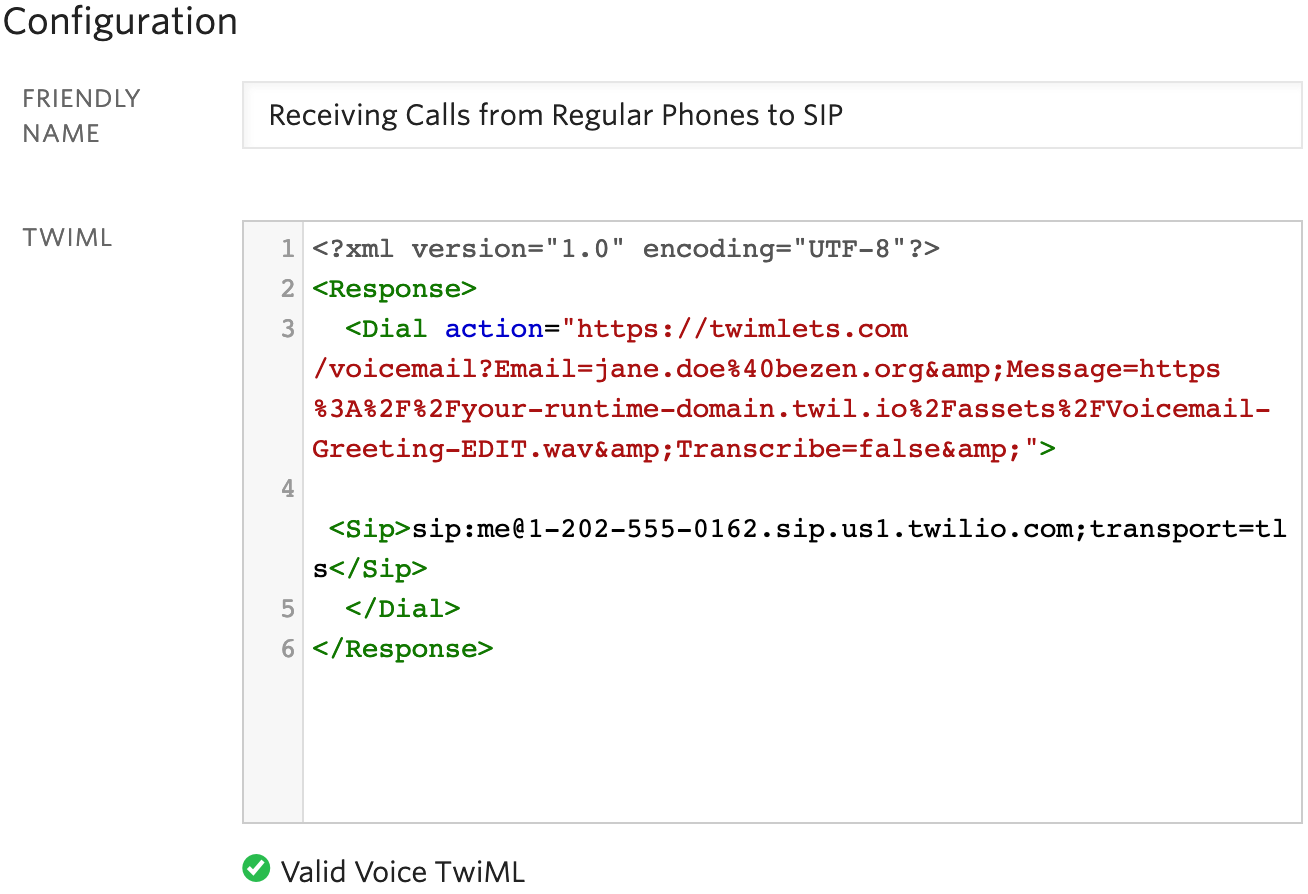 Configuration
FRIENDLY
NAME
Receiving Calls from Regular Phones to SIP
TWIML
1 <?xml version="1.0" encoding="UTF-8"?>
2 <Response>
3   <Dial action="https://twimlets.com
/voicemail?Email=jane.doe%40bezen.org&amp;Message=https
%3A%2F%2Fyour-runtime-domain.twil.io%2Fassets%2FVoicemail-
Greeting-EDIT.wav&amp;Transcribe=false&amp;">
4
 <Sip>sip:me@1-202-555-0162.sip.us1.twilio.com;transport=tl
s</Sip>
5   </Dial>
6 </Response>
Valid Voice TwiML